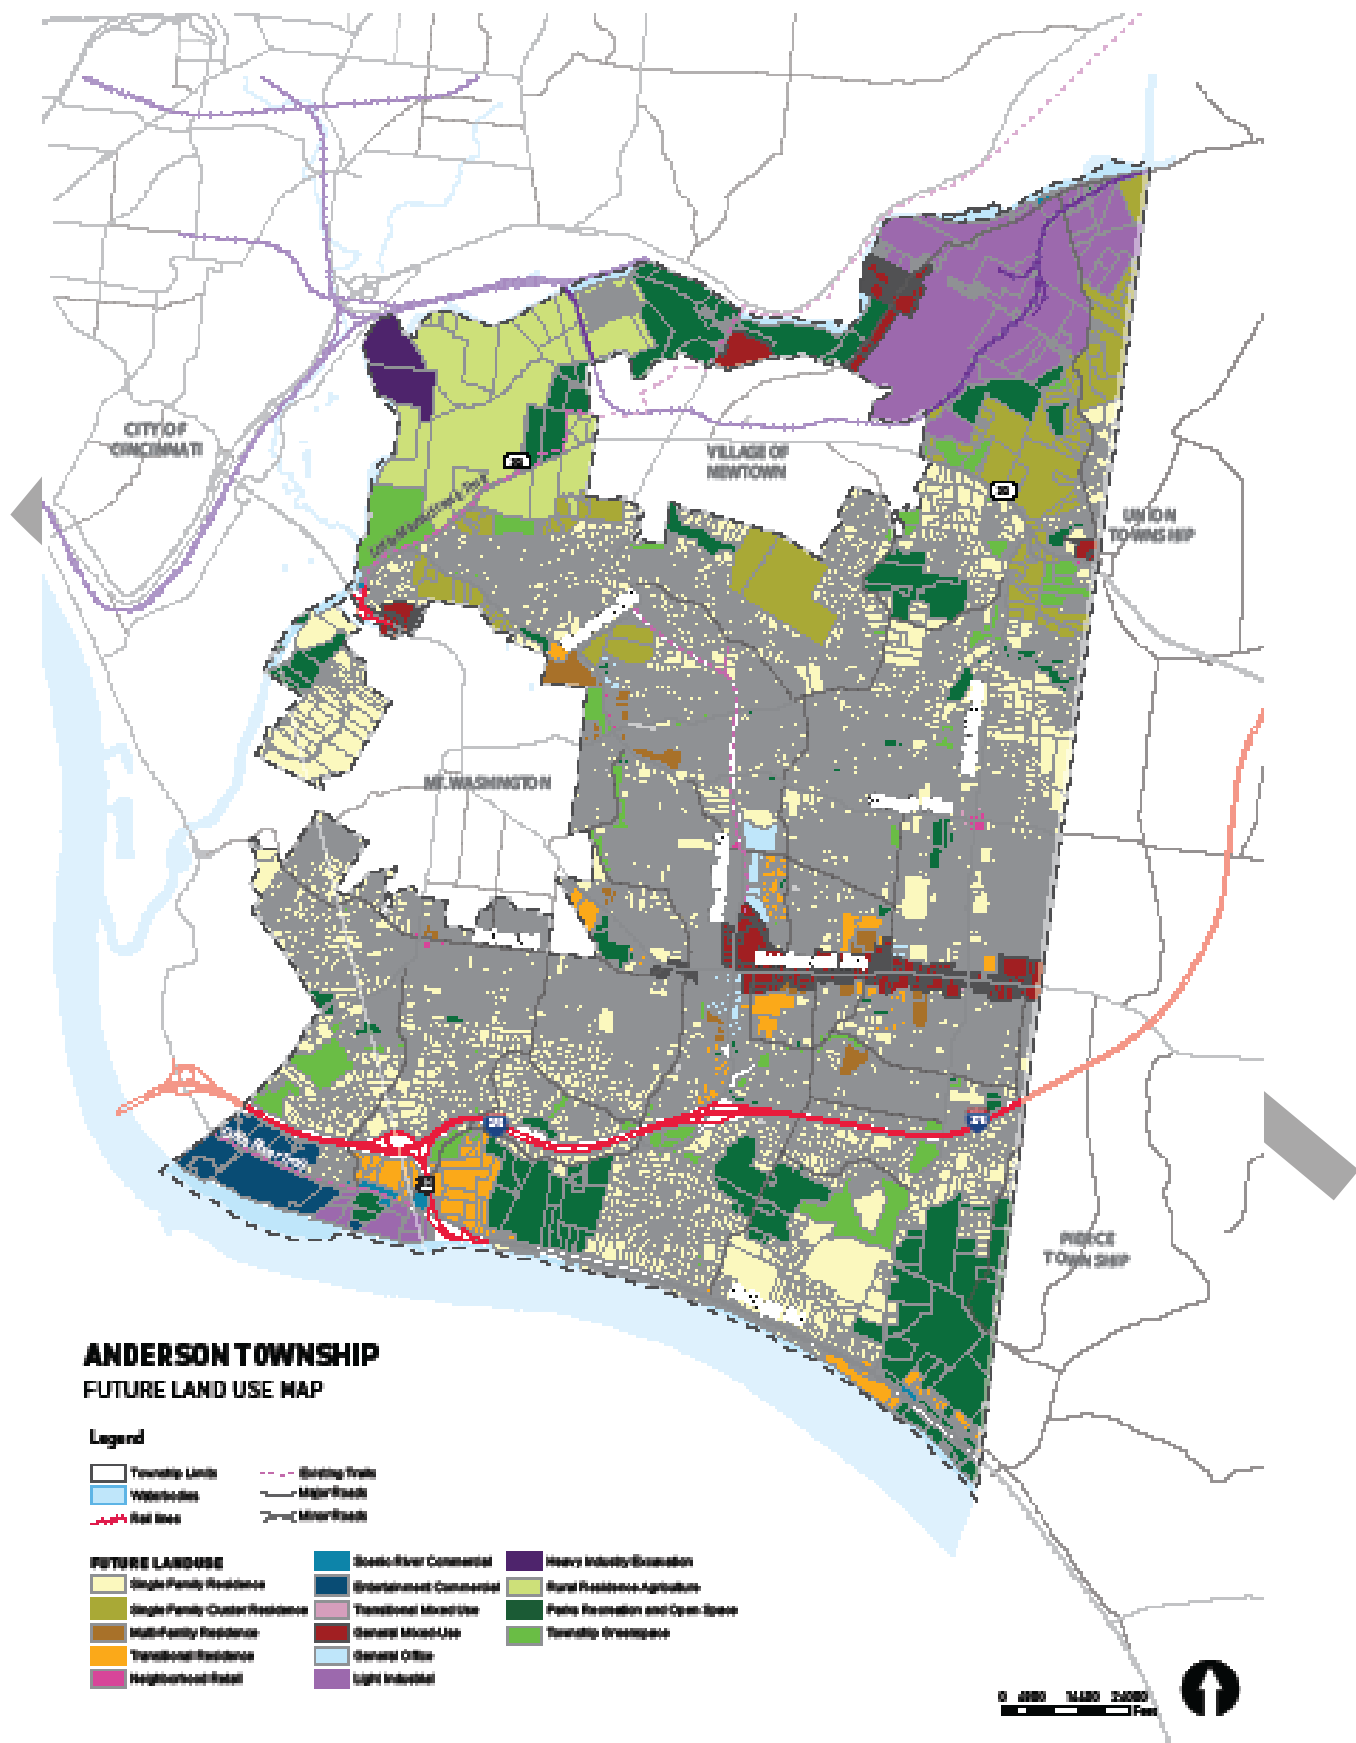 CITY OF
CINCINNATI
VILLAGE OF
NEWTOWN
UNION
TOWNSHIP
MT. WASHINGTON
PIERCE
TOWNSHIP
ANDERSON TOWNSHIP
FUTURE LAND USE MAP
Legend
Township Limits
Existing Trails
Waterbodies
Major Roads
Rail lines
Minor Roads
FUTURE LANDUSE
Single Family Residence
Single Family Cluster Residence
Multi-Family Residence
Transitional Residence
Neighborhood Retail
Scenic River Commercial
Entertainment Commercial
Transitional Mixed Use
General Mixed-Use
General Office
Light Industrial
Heavy Industry Excavation
Rural Residence Agriculture
Parks Recreation and Open Space
Township Greenspace
0
Feet